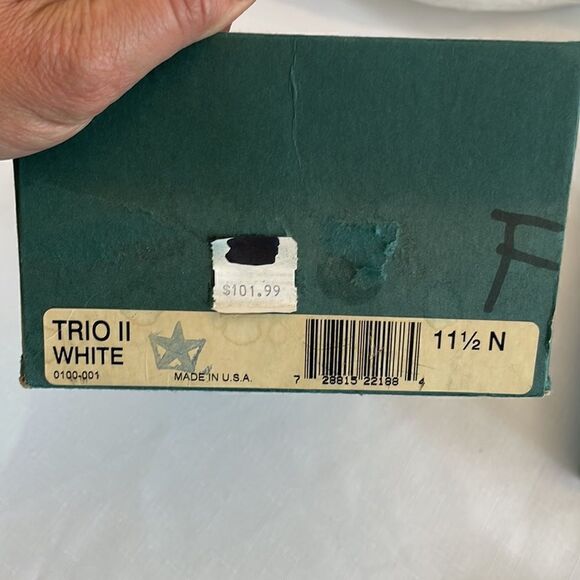 F
$101.99
TRIO II
WHITE
0100-001
MADE IN U.S.A.
7 28815 22188 4
11½ N